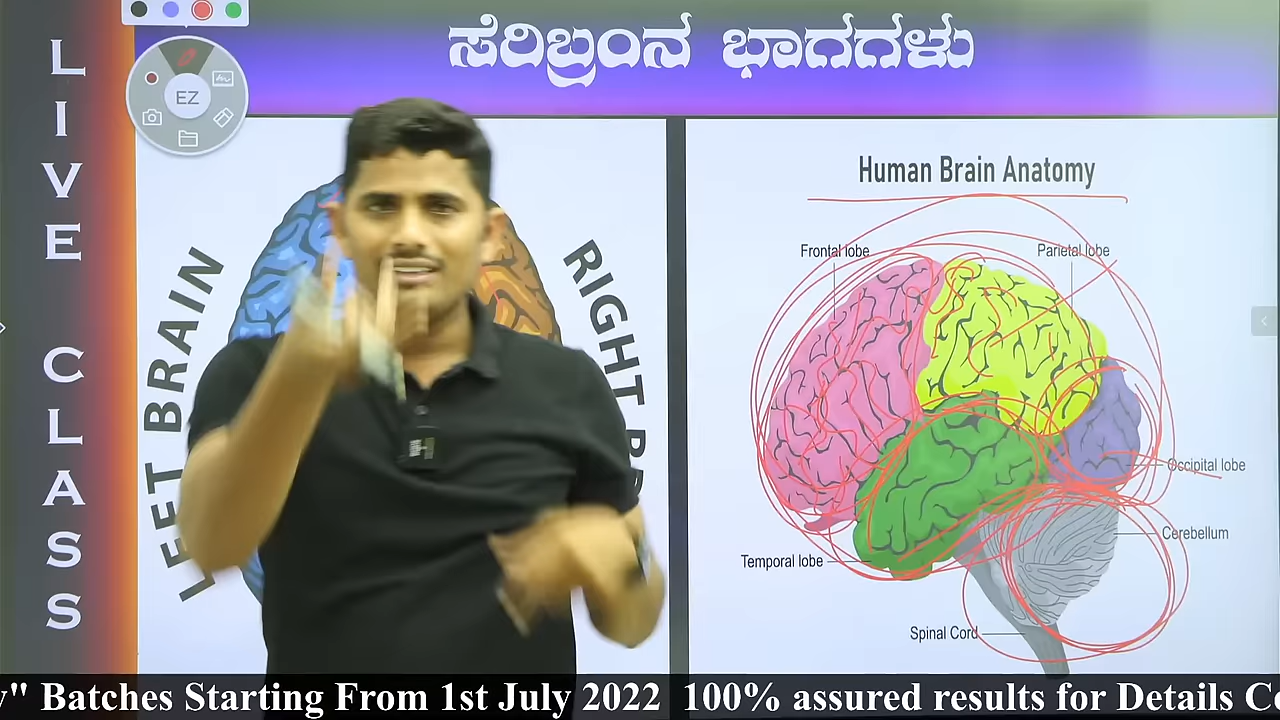 ಸೆರಿಬ್ರಂನ ಭಾಗಗಳು
LIVE CLASS
EZ
LEFT BRAIN
RIGHT
Human Brain Anatomy
Frontal lobe
Parietal lobe
Occipital lobe
Cerebellum
Temporal lobe
Spinal Cord
" Batches Starting From 1st July 2022 100% assured results for Details